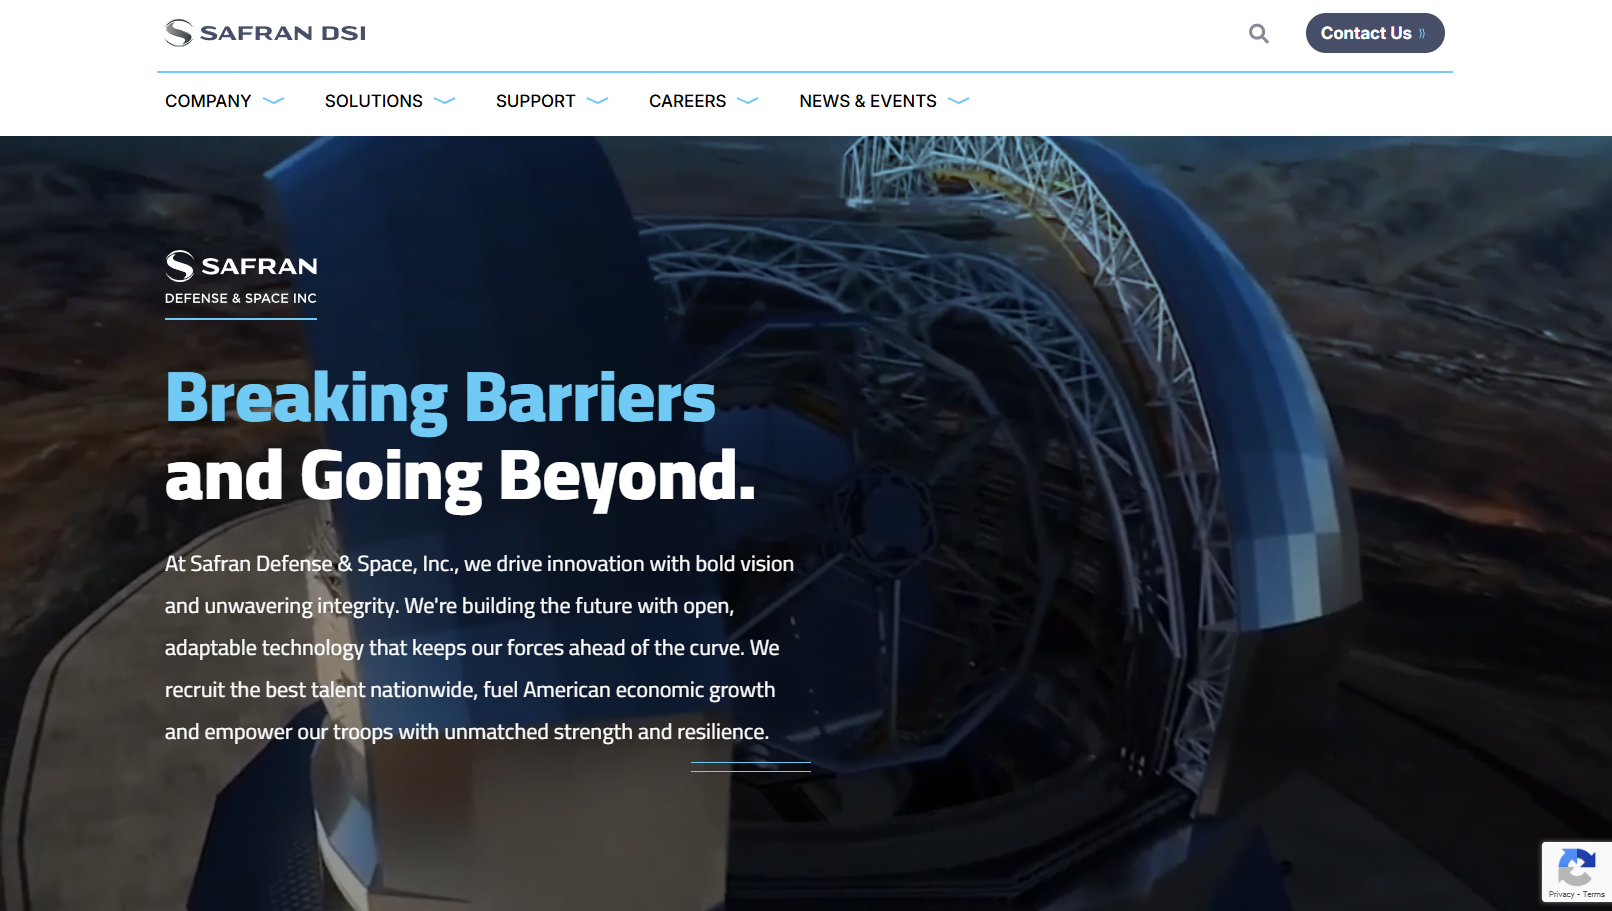 SAFRAN DSI
Contact Us
COMPANY
SOLUTIONS
SUPPORT
CAREERS
NEWS & EVENTS
SAFRAN
DEFENSE & SPACE INC
Breaking Barriers
and Going Beyond.
At Safran Defense & Space, Inc., we drive innovation with bold vision
and unwavering integrity. We're building the future with open,
adaptable technology that keeps our forces ahead of the curve. We
recruit the best talent nationwide, fuel American economic growth
and empower our troops with unmatched strength and resilience.
Privacy - Terms